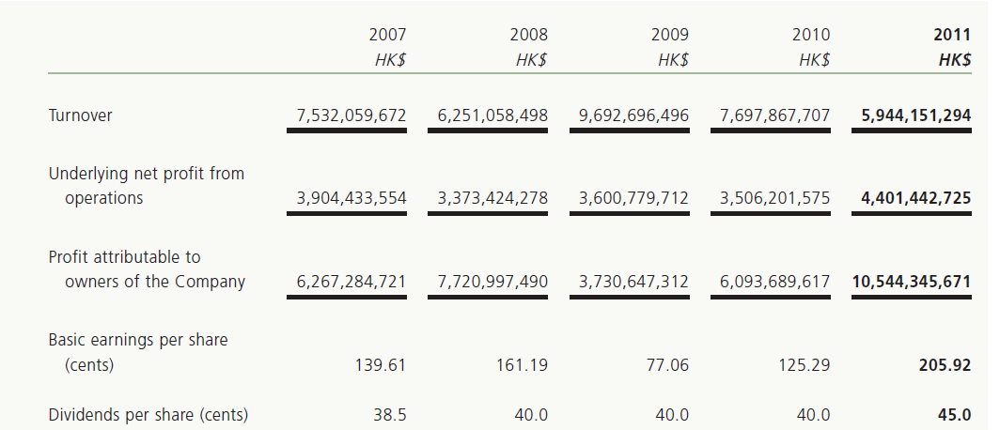 2007 2008 2009 2010 2011
HK$ HK$ HK$ HK$ HK$
Turnover 7,532,059,672 6,251,058,498 9,692,696,496 7,697,867,707 5,944,151,294
Underlying net profit from
operations 3,904,433,554 3,373,424,278 3,600,779,712 3,506,201,575 4,401,442,725
Profit attributable to
owners of the Company 6,267,284,721 7,720,997,490 3,730,647,312 6,093,689,617 10,544,345,671
Basic earnings per share
(cents) 139.61 161.19 77.06 125.29 205.92
Dividends per share (cents) 38.5 40.0 40.0 40.0 45.0